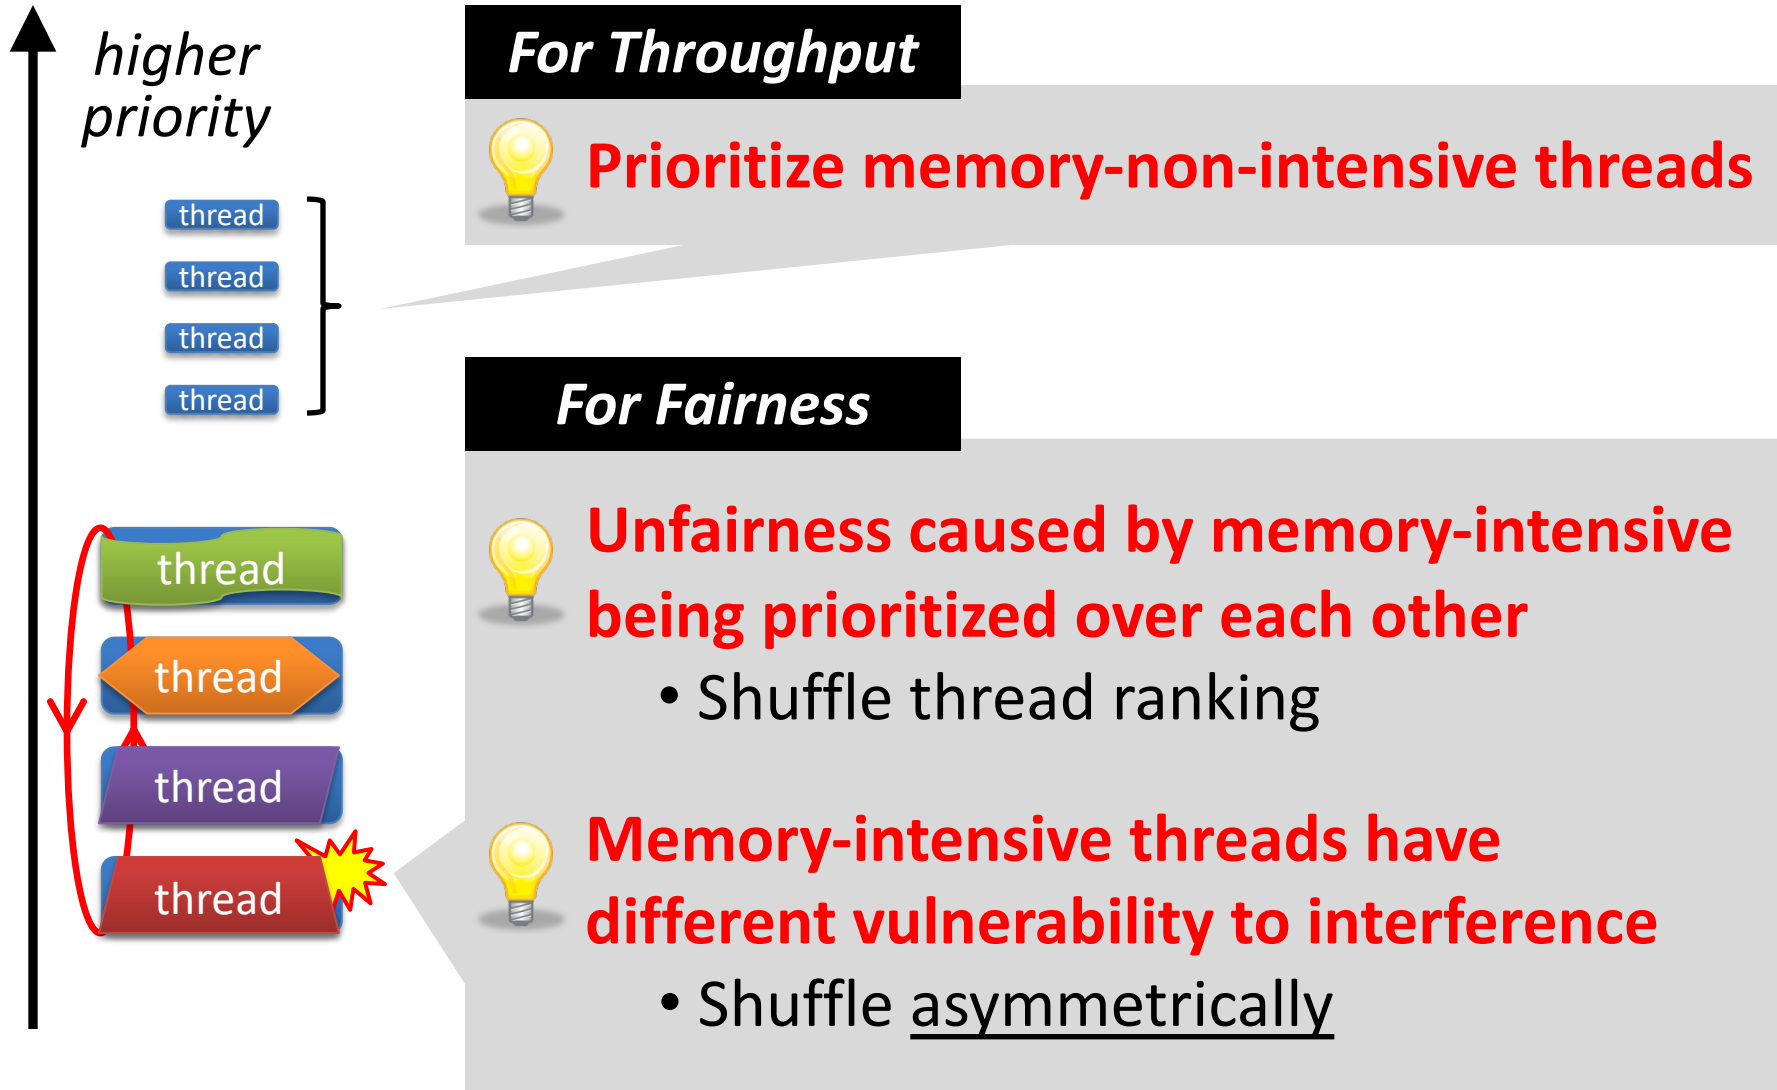 higher
priority
thread
thread
thread
thread
thread
thread
thread
thread
For Throughput
Prioritize memory-non-intensive threads
For Fairness
Unfairness caused by memory-intensive
being prioritized over each other
• Shuffle thread ranking
Memory-intensive threads have
different vulnerability to interference
• Shuffle asymmetrically